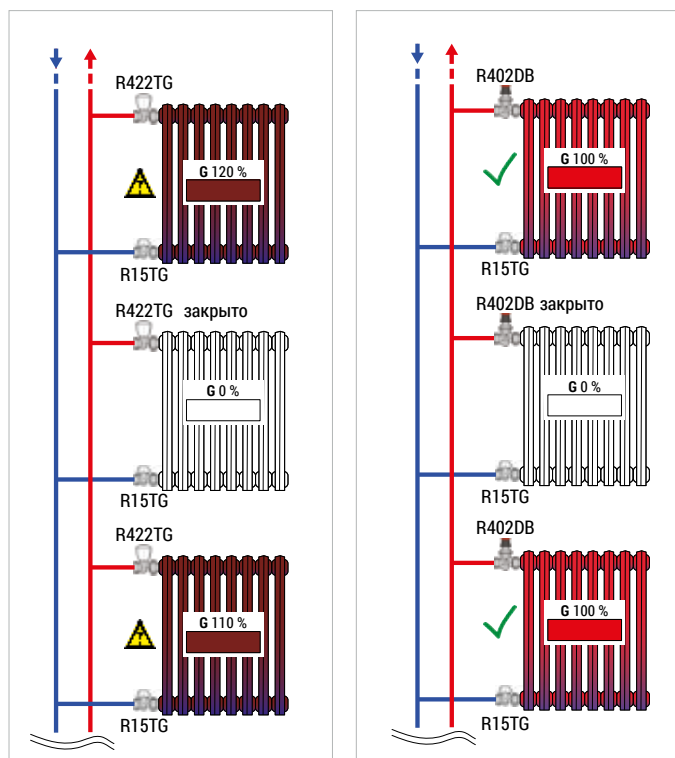 R422TG
G 120 %
R15TG
R422TG закрыто
G 0 %
R15TG
R422TG
G 110 %
R15TG
R402DB
G 100 %
R15TG
R402DB закрыто
G 0 %
R15TG
R402DB
G 100 %
R15TG